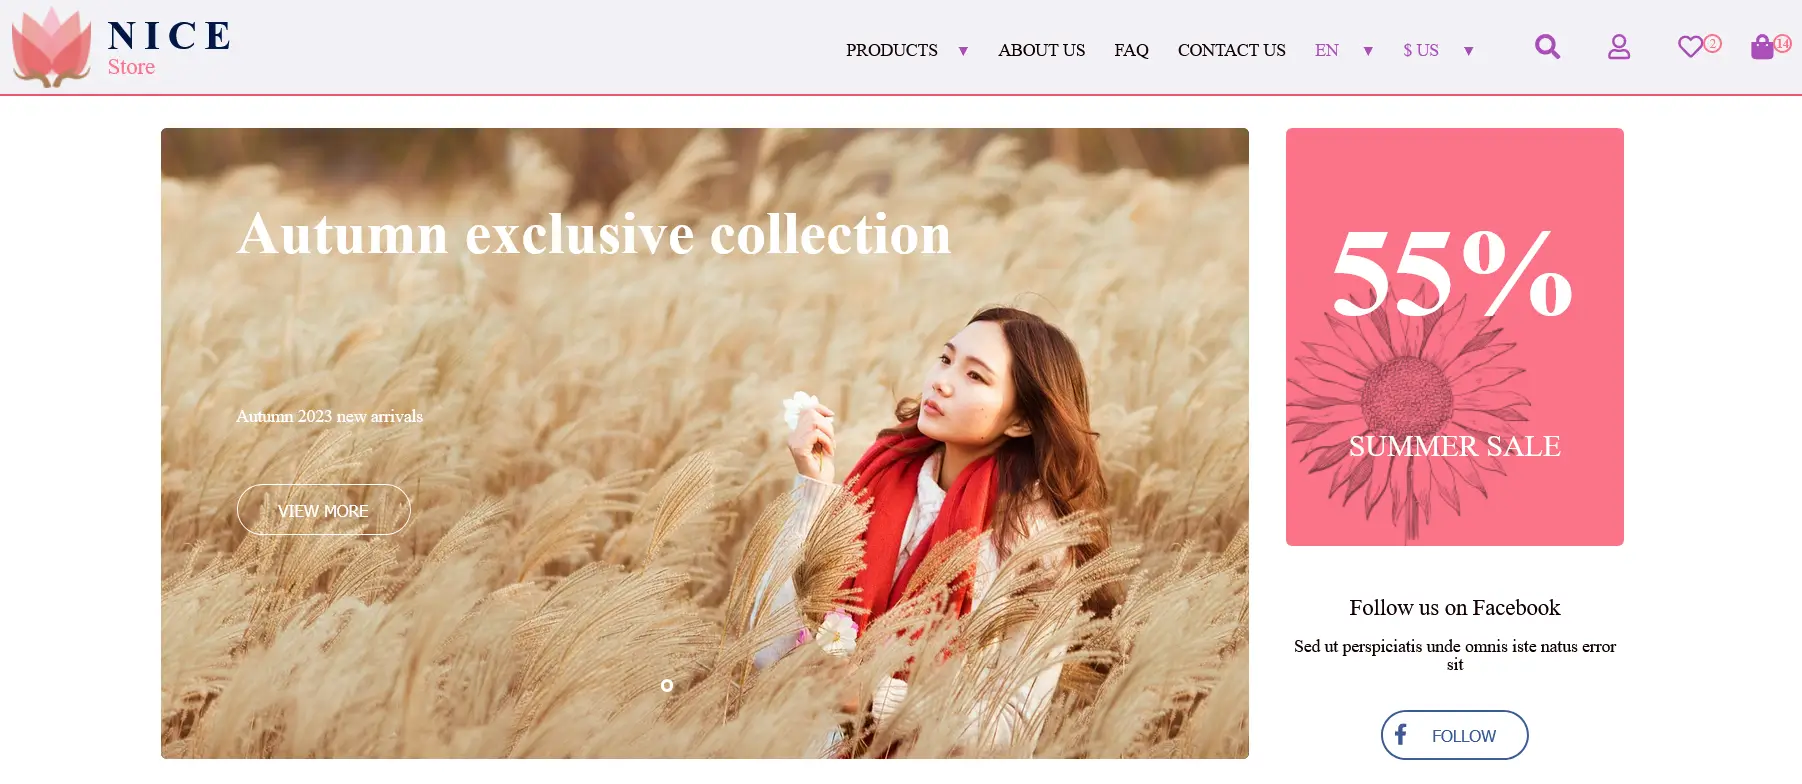 NICE
Store
PRODUCTS ▼ ABOUT US FAQ CONTACT US EN ▼ $ US ▼ 2 14
Autumn exclusive collection
Autumn 2023 new arrivals
VIEW MORE
55%
SUMMER SALE
Follow us on Facebook
Sed ut perspiciatis unde omnis iste natus error
sit
FOLLOW